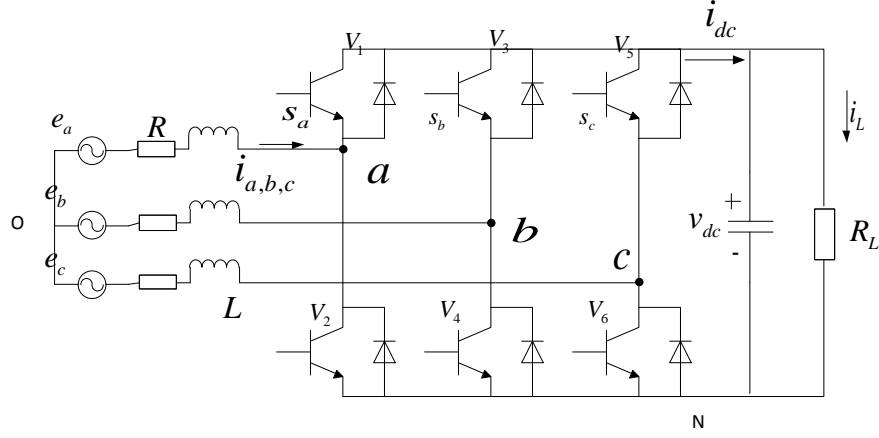 i_dc
V_1 V_3 V_5
s_a s_b s_c
e_a R i_L
i_a,b,c a
e_b
O b + v_dc - R_L
e_c c
L
V_2 V_4 V_6
N